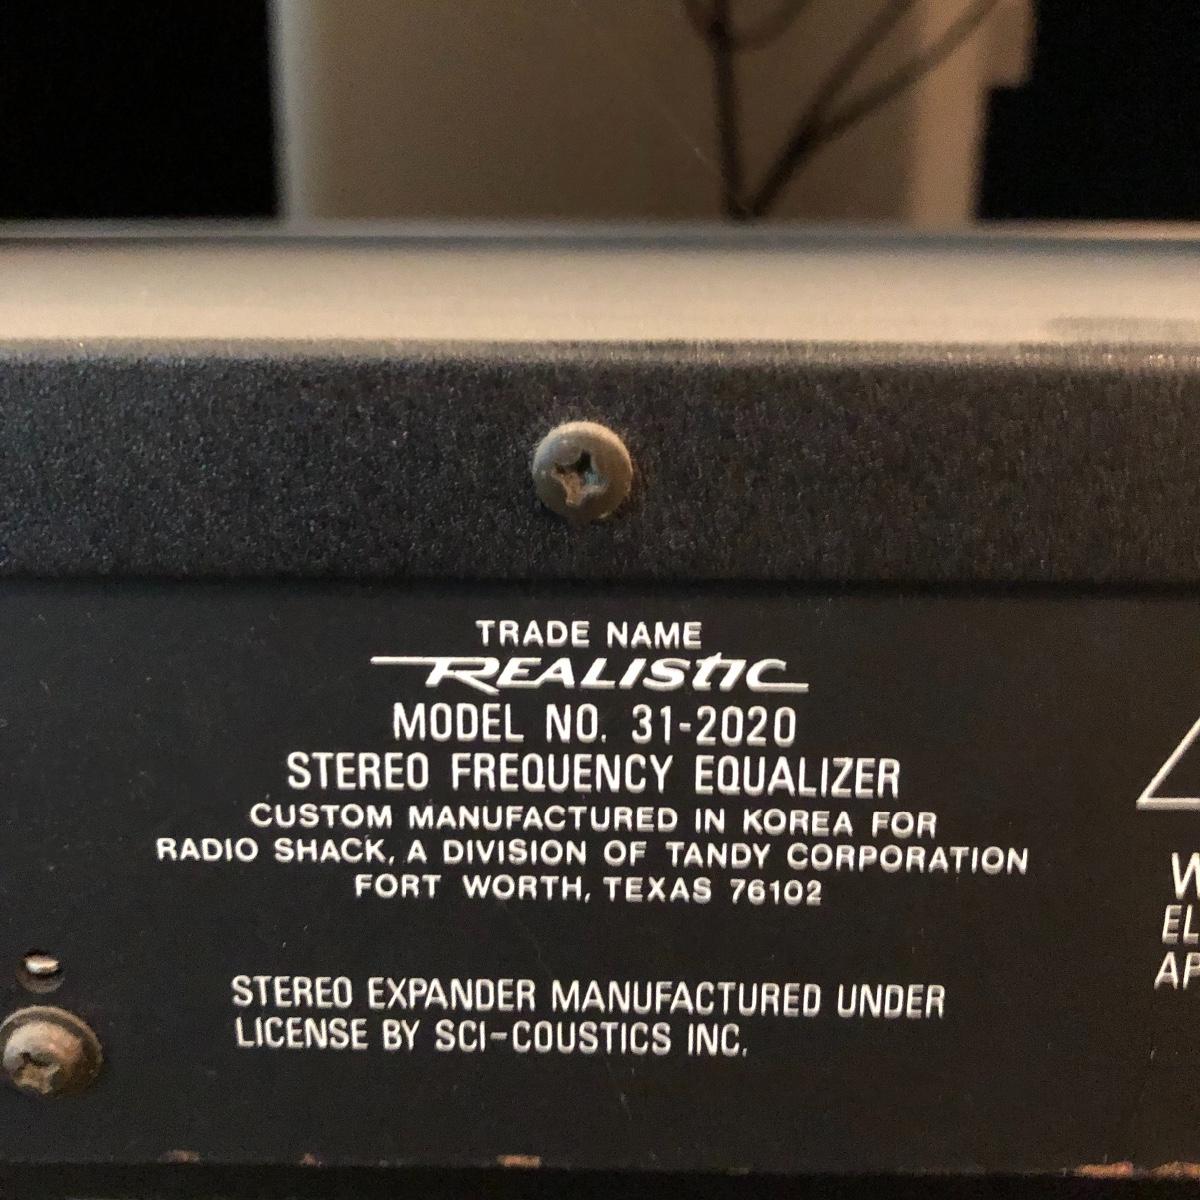 TRADE NAME
REALISTIC
MODEL NO. 31-2020
STEREO FREQUENCY EQUALIZER
CUSTOM MANUFACTURED IN KOREA FOR
RADIO SHACK, A DIVISION OF TANDY CORPORATION
FORT WORTH, TEXAS 76102
STEREO EXPANDER MANUFACTURED UNDER
LICENSE BY SCI-COUSTICS INC.